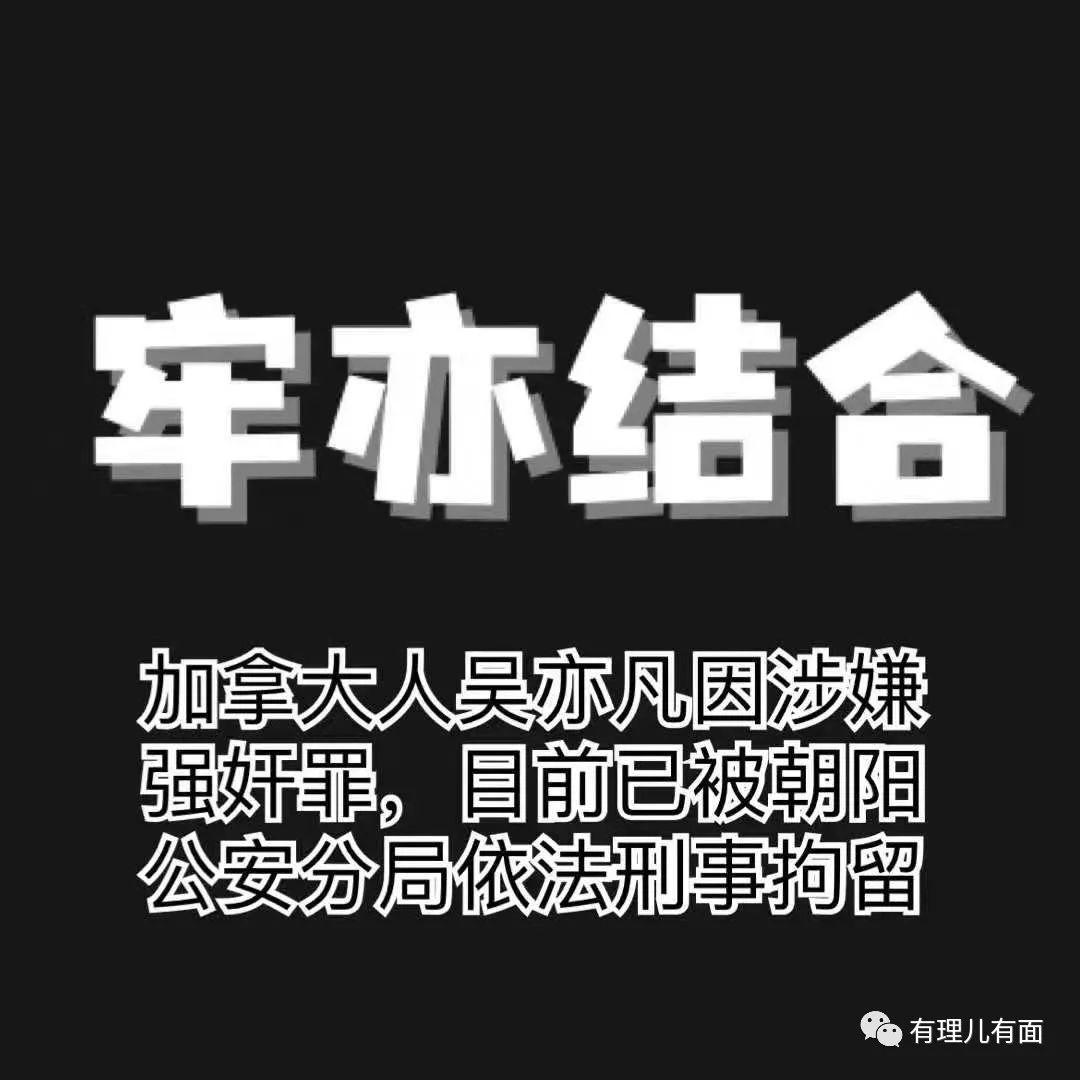 牢亦结合
加拿大人吴亦凡因涉嫌
强奸罪，目前已被朝阳
公安分局依法刑事拘留
有理儿有面